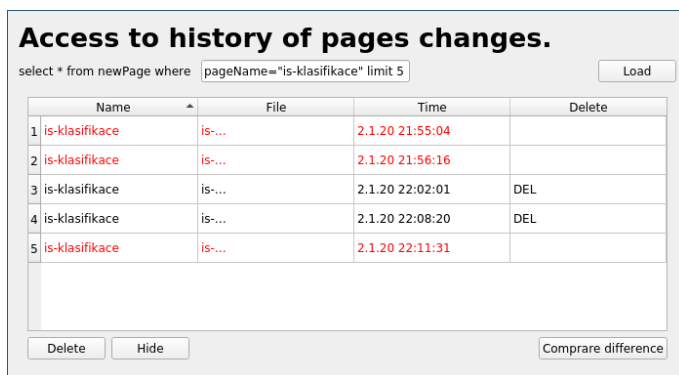 Access to history of pages changes.
select * from newPage where pageName="is-klasifikace" limit 5 Load
Name File Time Delete
1 is-klasifikace is-... 2.1.20 21:55:04
2 is-klasifikace is-... 2.1.20 21:56:16
3 is-klasifikace is-... 2.1.20 22:02:01 DEL
4 is-klasifikace is-... 2.1.20 22:08:20 DEL
5 is-klasifikace is-... 2.1.20 22:11:31
Delete Hide Comprare difference